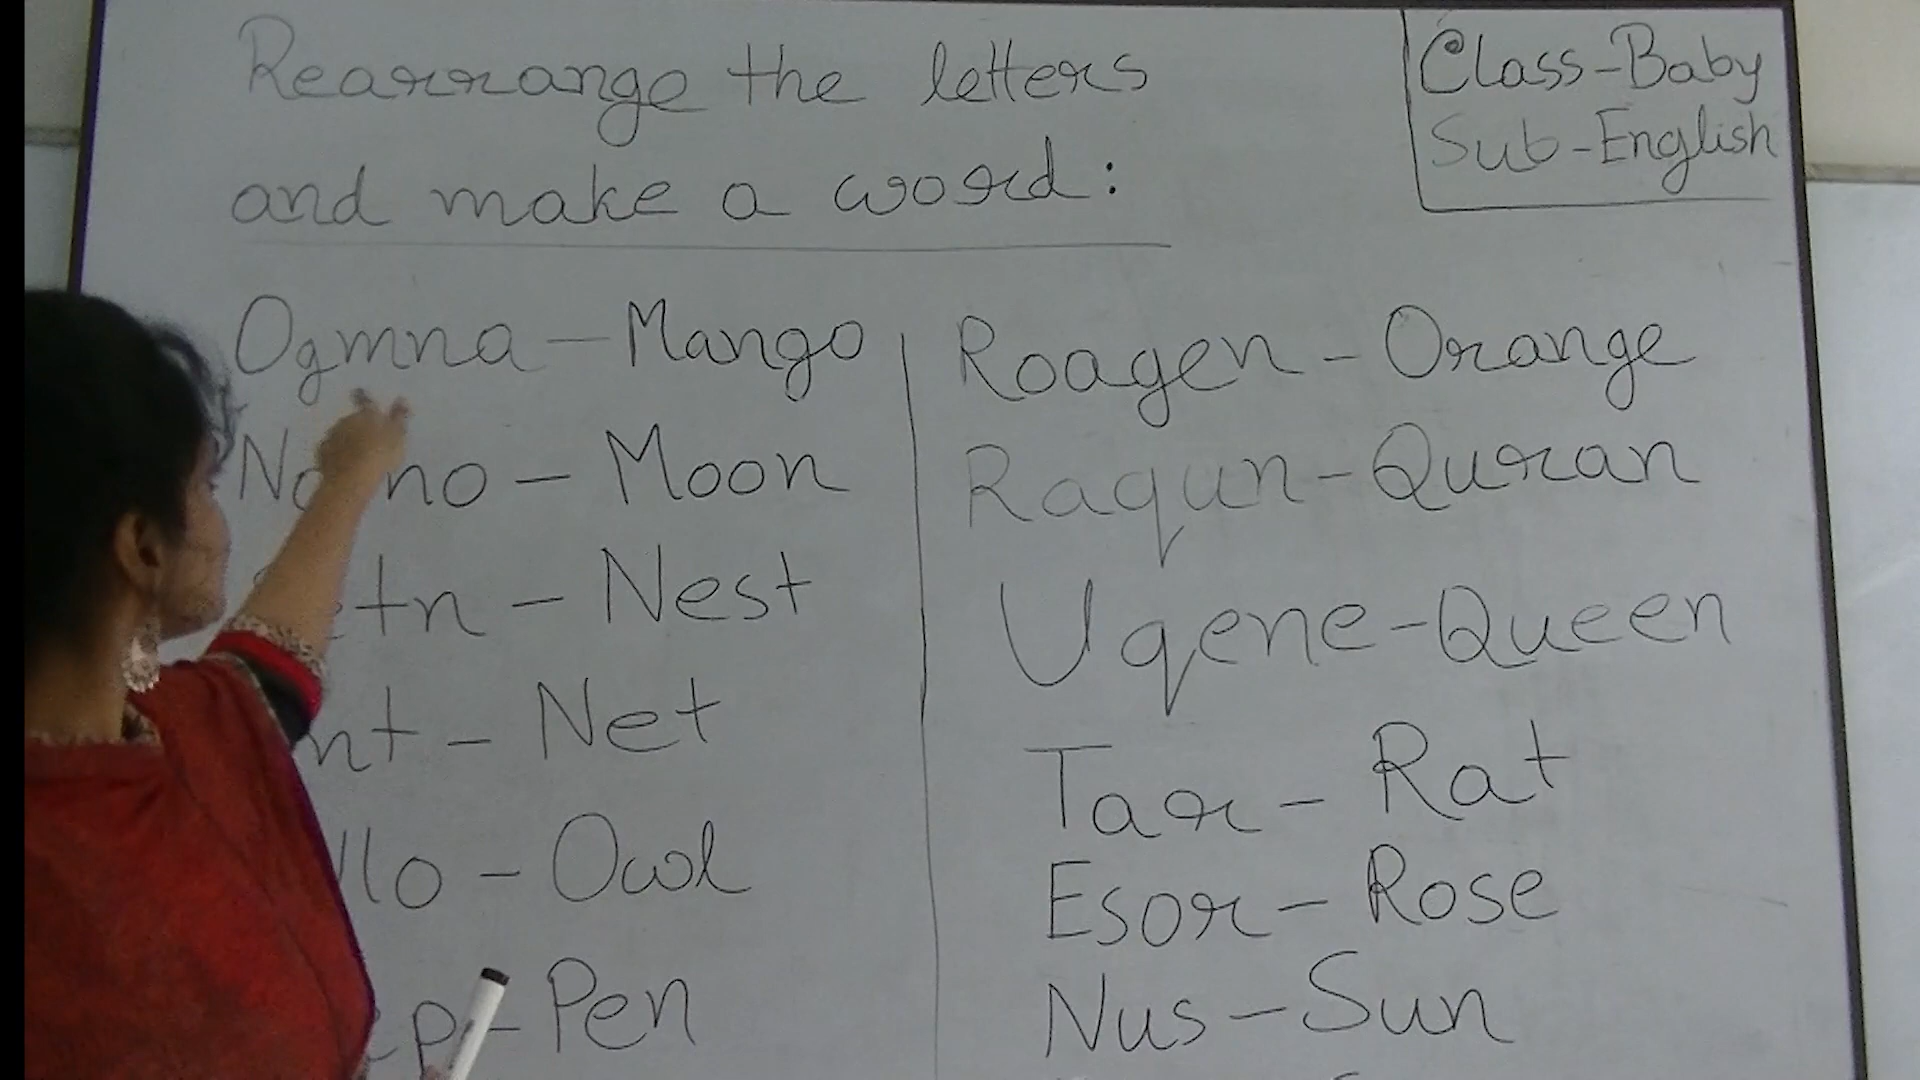 Rearrange the letters
and make a word:
Class-Baby
Sub-English
Ogmna - Mango
- Moon
- Nest
- Net
- Owl
- Pen
Roagen - Orange
Raqun - Quran
Uqene - Queen
Tar - Rat
Esor - Rose
Nus - Sun